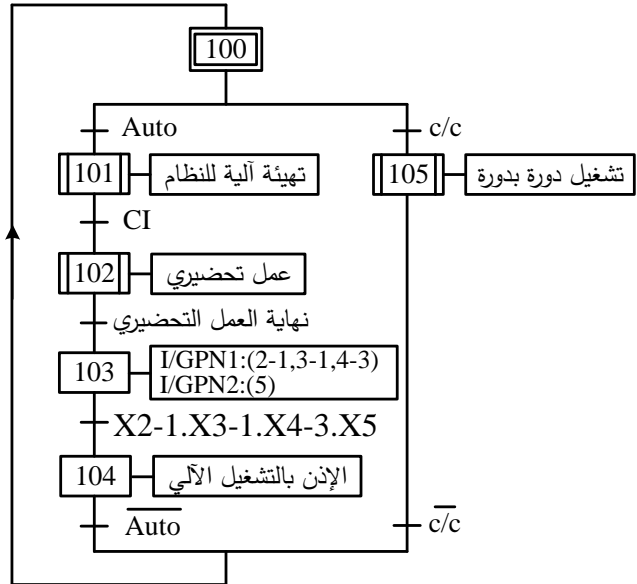 100
Auto
c/c
101
تهيئة آلية للنظام
105
تشغيل دورة بدورة
CI
102
عمل تحضيري
نهاية العمل التحضيري
103
I/GPN1:(2-1,3-1,4-3)
I/GPN2:(5)
X2-1.X3-1.X4-3.X5
104
الإذن بالتشغيل الآلي
A̅u̅t̅o̅
c̅/̅c̅